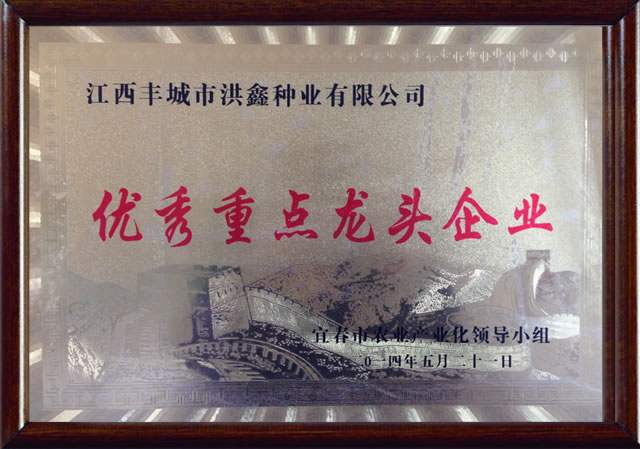 江西丰城市洪鑫种业有限公司
优秀重点龙头企业
宜春市农业产业化领导小组
二0一四年五月二十一日